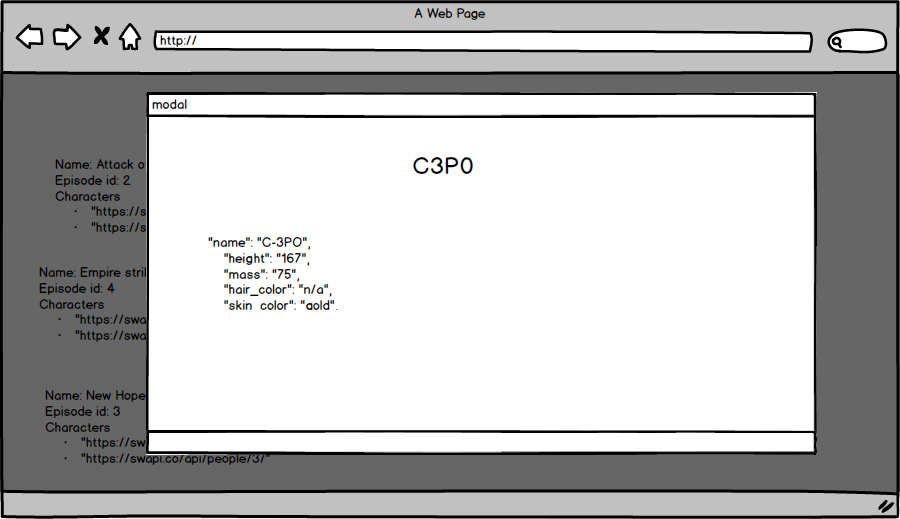 A Web Page
http://
modal
C3P0
Name: Attack o
Episode id: 2
Characters
· "https://s
· "https://s
"name": "C-3PO",
"height": "167",
"mass": "75",
"hair_color": "n/a",
"skin_color": "gold",
Name: Empire stril
Episode id: 4
Characters
· "https://swa
· "https://swa
Name: New Hope
Episode id: 3
Characters
· "https://sw
· "https://swapi.co/api/people/3/"